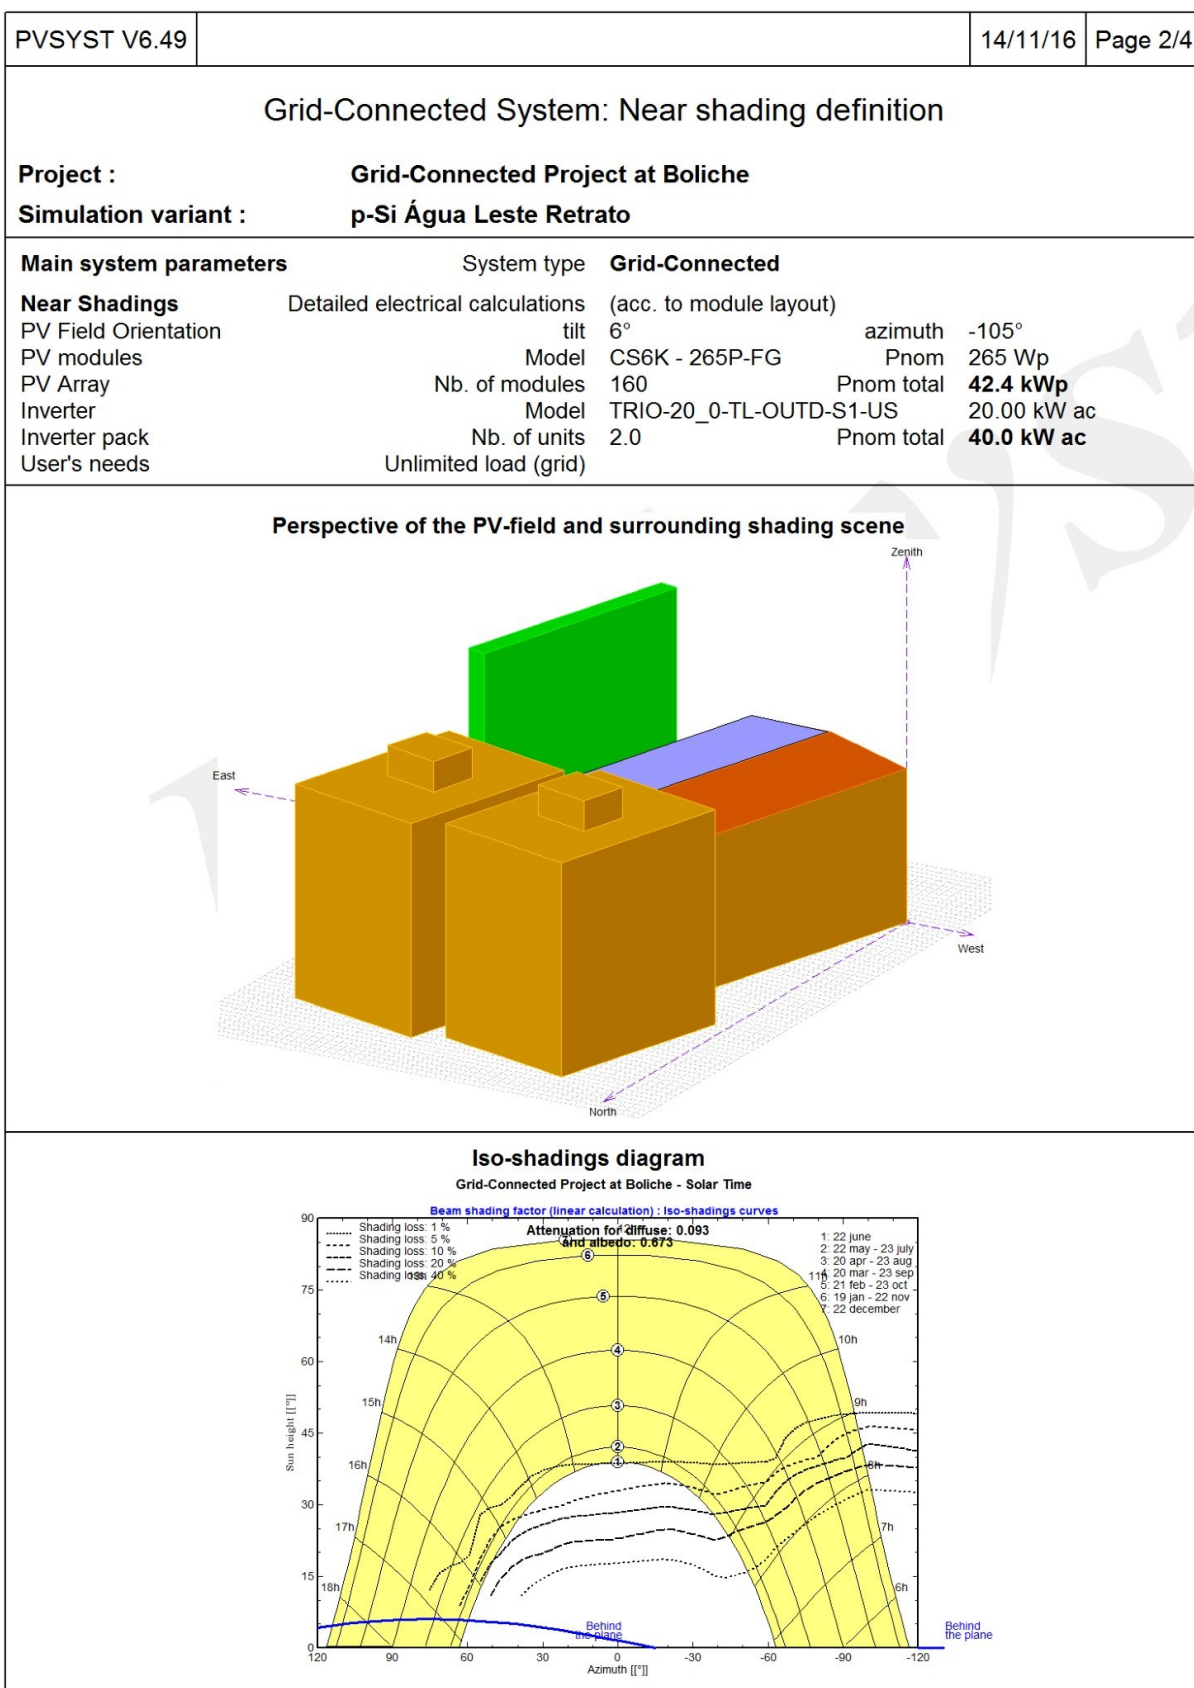 PVSYST V6.49 14/11/16 Page 2/4
Grid-Connected System: Near shading definition
Project : Grid-Connected Project at Boliche
Simulation variant : p-Si Água Leste Retrato
Main system parameters System type Grid-Connected
Near Shadings Detailed electrical calculations (acc. to module layout)
PV Field Orientation tilt 6° azimuth -105°
PV modules Model CS6K - 265P-FG Pnom 265 Wp
PV Array Nb. of modules 160 Pnom total 42.4 kWp
Inverter Model TRIO-20_0-TL-OUTD-S1-US 20.00 kW ac
Inverter pack Nb. of units 2.0 Pnom total 40.0 kW ac
User's needs Unlimited load (grid)
Perspective of the PV-field and surrounding shading scene
Zenith
East
West
North
Iso-shadings diagram
Grid-Connected Project at Boliche - Solar Time
Beam shading factor (linear calculation) : Iso-shadings curves
Attenuation for diffuse: 0.093
and albedo: 0.673
Shading loss: 1 %
Shading loss: 5 %
Shading loss: 10 %
Shading loss: 20 %
Shading loss: 40 %
1: 22 june
2: 22 may - 23 july
3: 20 apr - 23 aug
4: 20 mar - 23 sep
5: 21 feb - 23 oct
6: 19 jan - 22 nov
7: 22 december
12h
13h 11h
14h 10h
15h 9h
16h 8h
17h 7h
18h 6h
7
6
5
4
3
2
1
90
75
60
45
30
15
0
Sun height [[°]]
Behind
the plane
Behind
the plane
120 90 60 30 0 -30 -60 -90 -120
Azimuth [[°]]